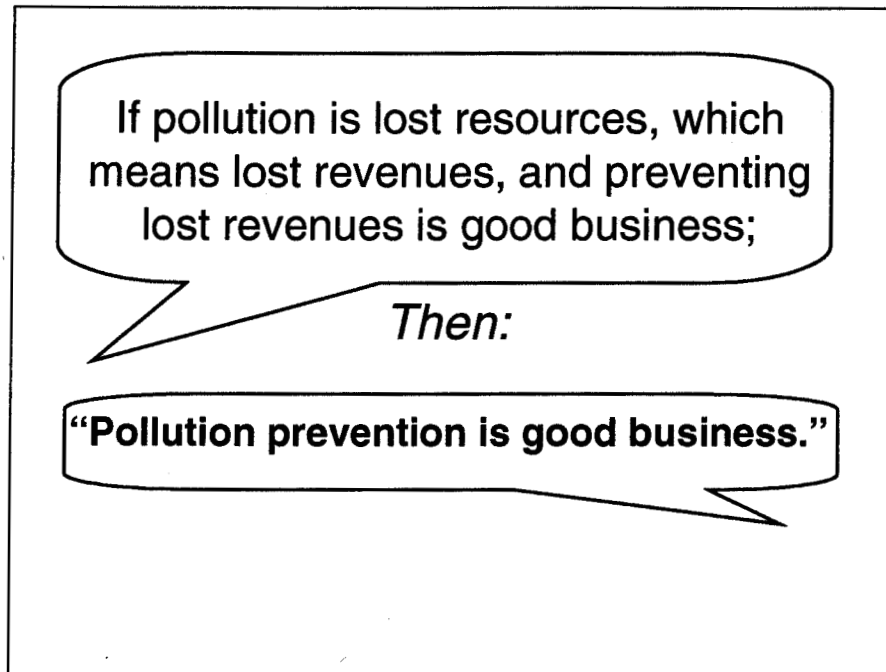 If pollution is lost resources, which
means lost revenues, and preventing
lost revenues is good business;
Then:
“Pollution prevention is good business.”